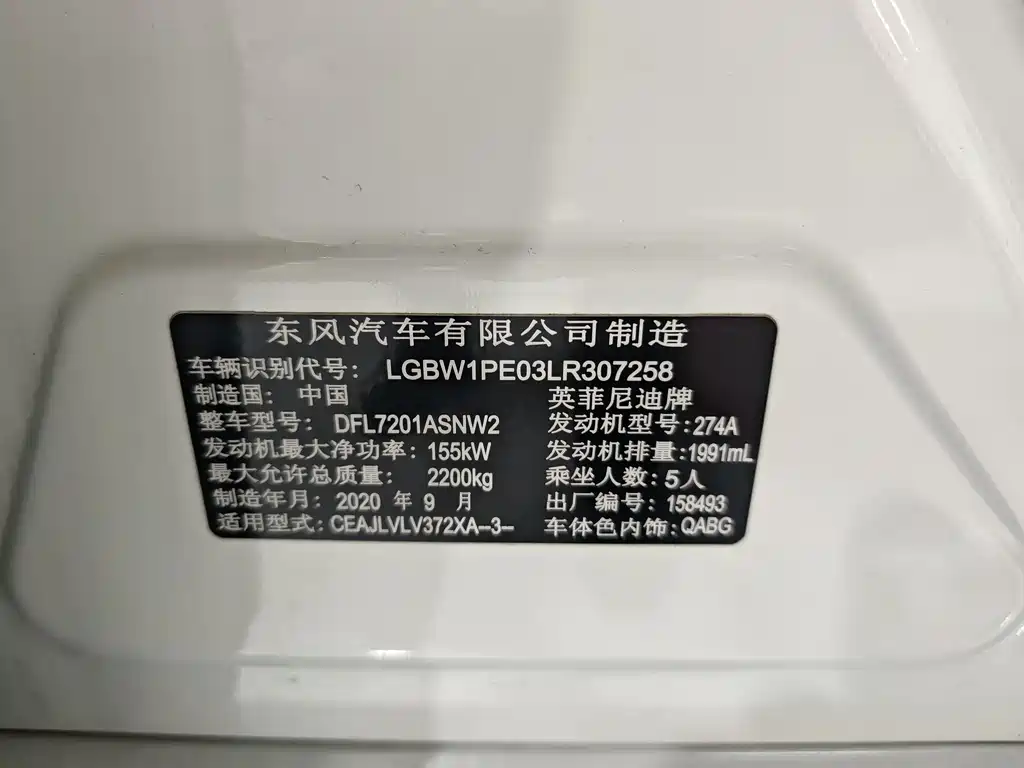 东风汽车有限公司制造
车辆识别代号: LGBW1PE03LR307258
制造国: 中国 英菲尼迪牌
整车型号: DFL7201ASNW2 发动机型号:274A
发动机最大净功率: 155kW 发动机排量:1991mL
最大允许总质量: 2200kg 乘坐人数:5人
制造年月: 2020 年 9 月 出厂编号: 158493
适用型式: CEAJLVLV372XA-3- 车体色内饰:QABG